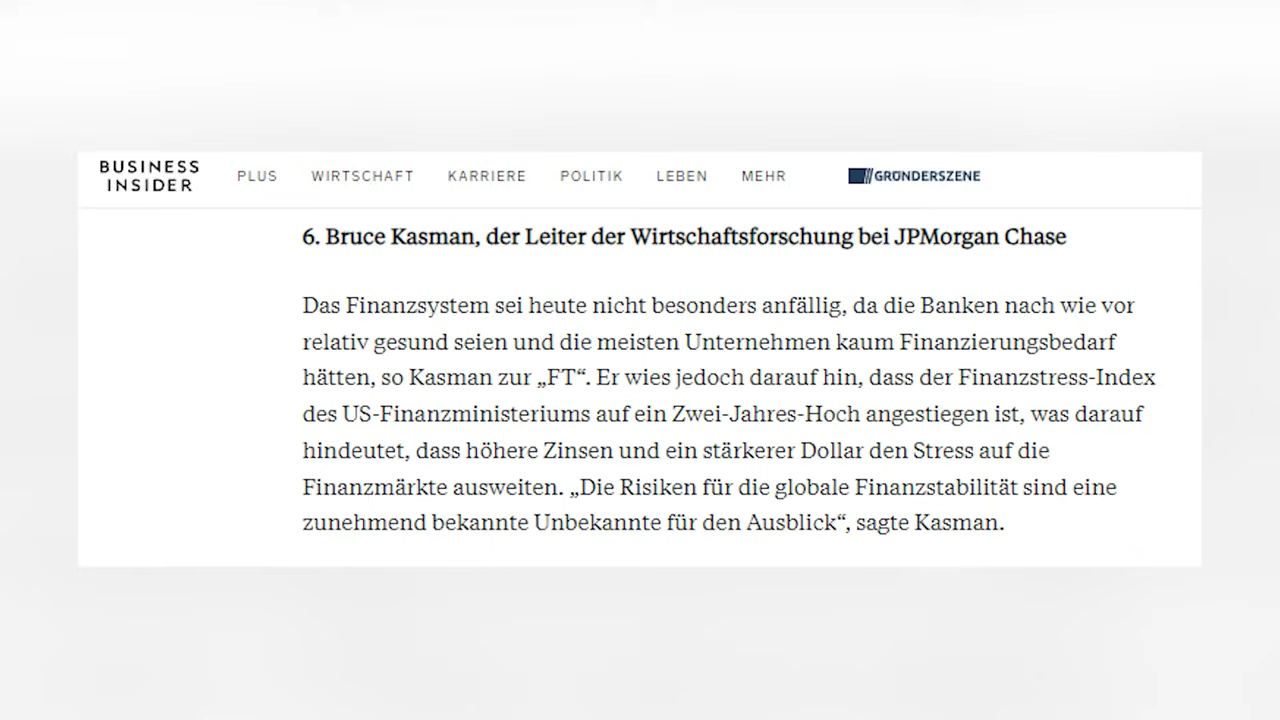 BUSINESS
INSIDER
PLUS WIRTSCHAFT KARRIERE POLITIK LEBEN MEHR GRÜNDERSZENE
6. Bruce Kasman, der Leiter der Wirtschaftsforschung bei JPMorgan Chase
Das Finanzsystem sei heute nicht besonders anfällig, da die Banken nach wie vor
relativ gesund seien und die meisten Unternehmen kaum Finanzierungsbedarf
hätten, so Kasman zur „FT“. Er wies jedoch darauf hin, dass der Finanzstress-Index
des US-Finanzministeriums auf ein Zwei-Jahres-Hoch angestiegen ist, was darauf
hindeutet, dass höhere Zinsen und ein stärkerer Dollar den Stress auf die
Finanzmärkte ausweiten. „Die Risiken für die globale Finanzstabilität sind eine
zunehmend bekannte Unbekannte für den Ausblick“, sagte Kasman.